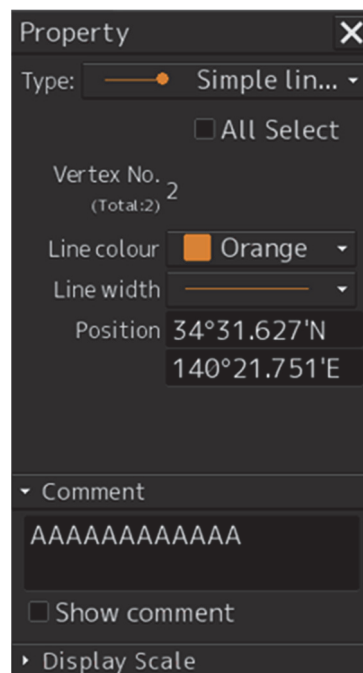 Property
Type: Simple lin...
All Select
Vertex No. 2
(Total:2)
Line colour Orange
Line width
Position 34°31.627'N
140°21.751'E
Comment
AAAAAAAAAAAA
Show comment
Display Scale